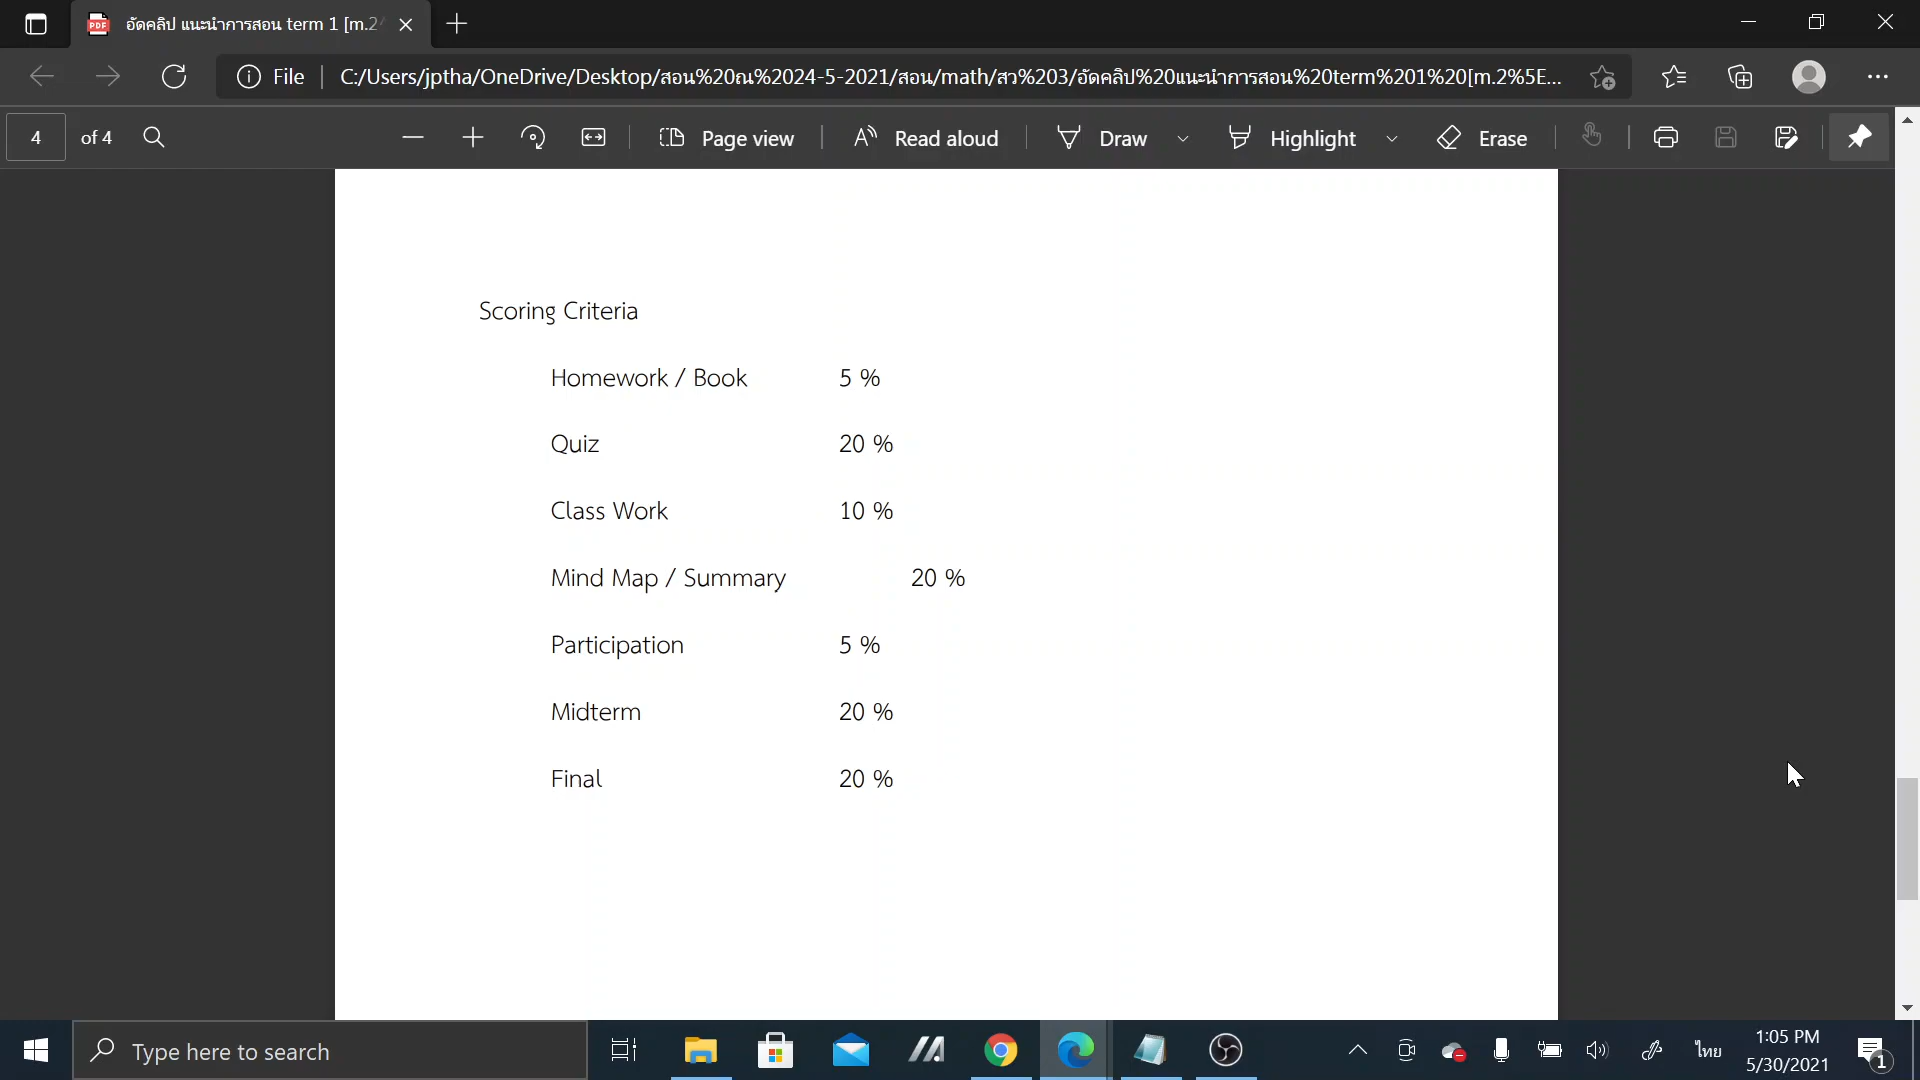 อัดคลิป แนะนำการสอน term 1 [m.2
File
C:/Users/jptha/OneDrive/Desktop/สอน%20ณ%2024-5-2021/สอน/math/สว%203/อัดคลิป%20แนะนำการสอน%20term%201%20[m.2%5E...
4 of 4
Page view
Read aloud
Draw
Highlight
Erase
Scoring Criteria
Homework / Book 5 %
Quiz 20 %
Class Work 10 %
Mind Map / Summary 20 %
Participation 5 %
Midterm 20 %
Final 20 %
Type here to search
ไทย
1:05 PM
5/30/2021
1